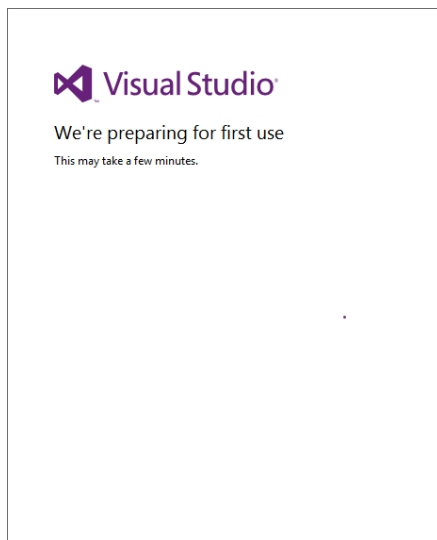 Visual Studio®
We're preparing for first use
This may take a few minutes.